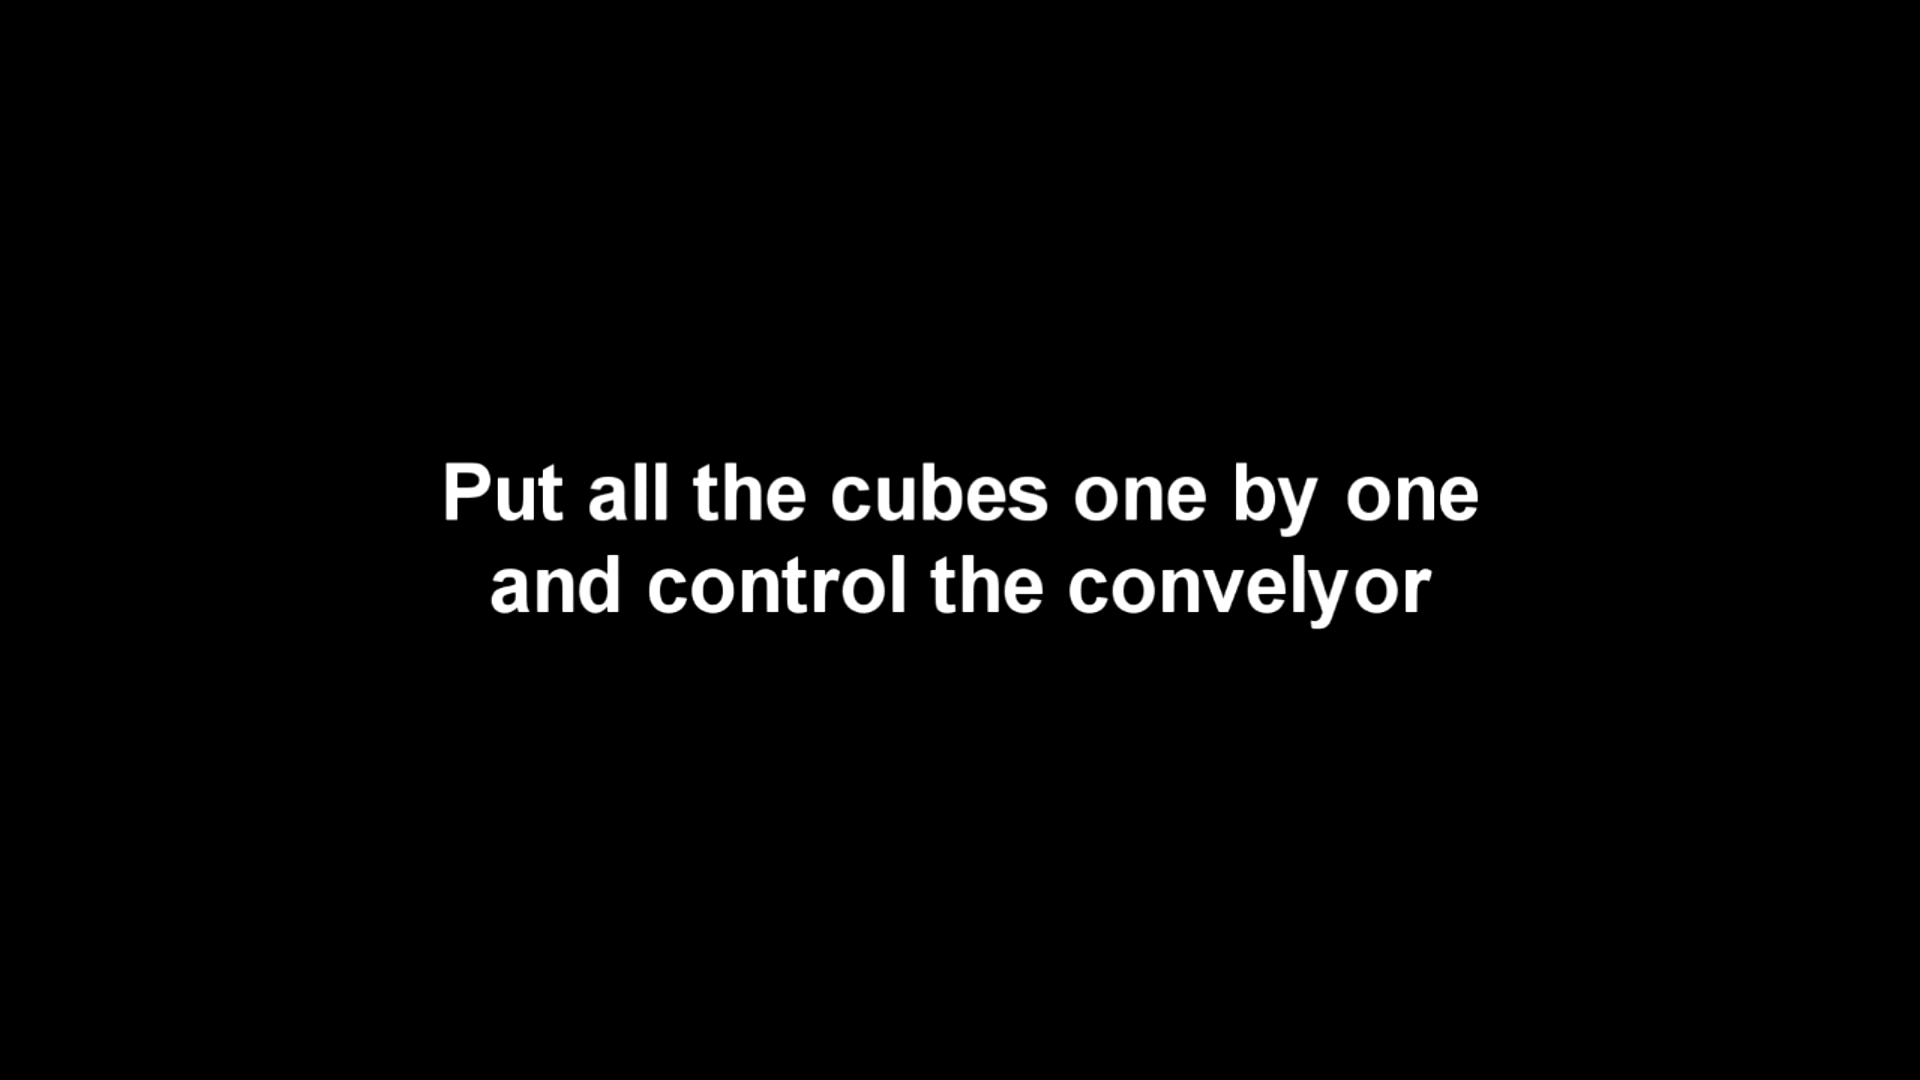 Put all the cubes one by one
and control the convelyor